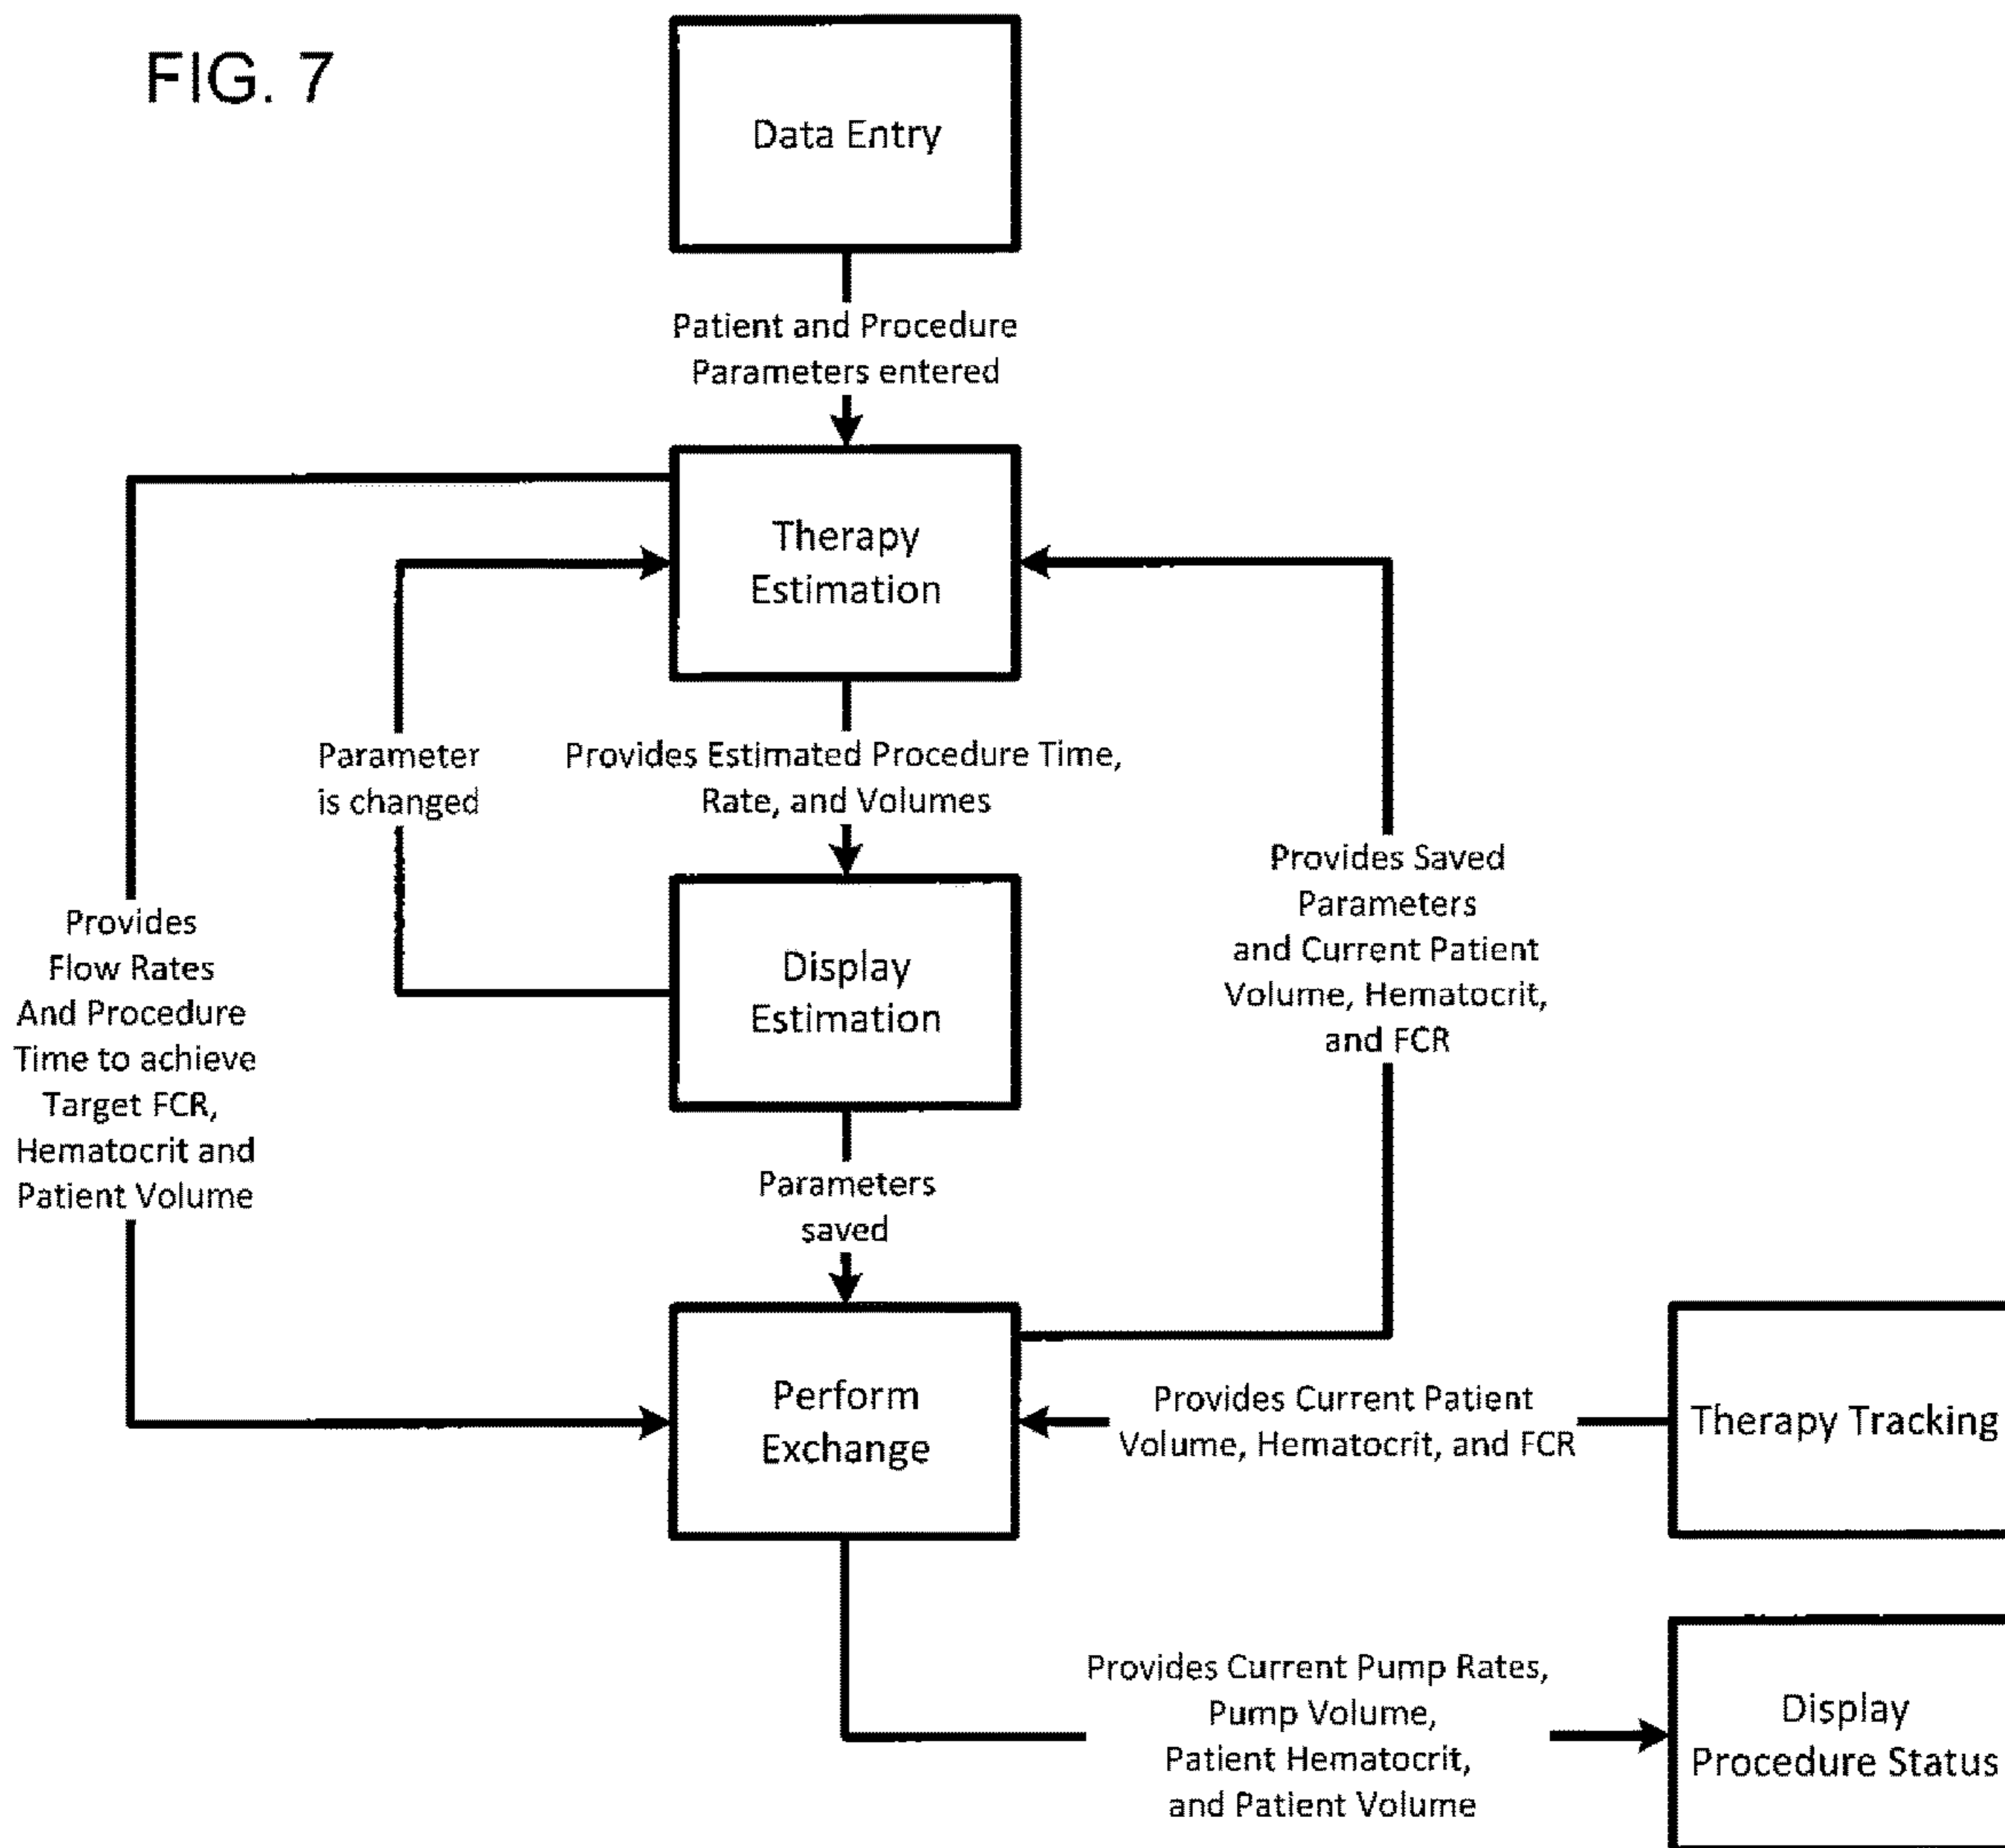 FIG. 7
Data Entry
Patient and Procedure
Parameters entered
Therapy
Estimation
Parameter
is changed
Provides Estimated Procedure Time,
Rate, and Volumes
Provides Saved
Parameters
and Current Patient
Volume, Hematocrit,
and FCR
Provides
Flow Rates
And Procedure
Time to achieve
Target FCR,
Hematocrit and
Patient Volume
Display
Estimation
Parameters
saved
Perform
Exchange
Provides Current Patient
Volume, Hematocrit, and FCR
Therapy Tracking
Provides Current Pump Rates,
Pump Volume,
Patient Hematocrit,
and Patient Volume
Display
Procedure Status